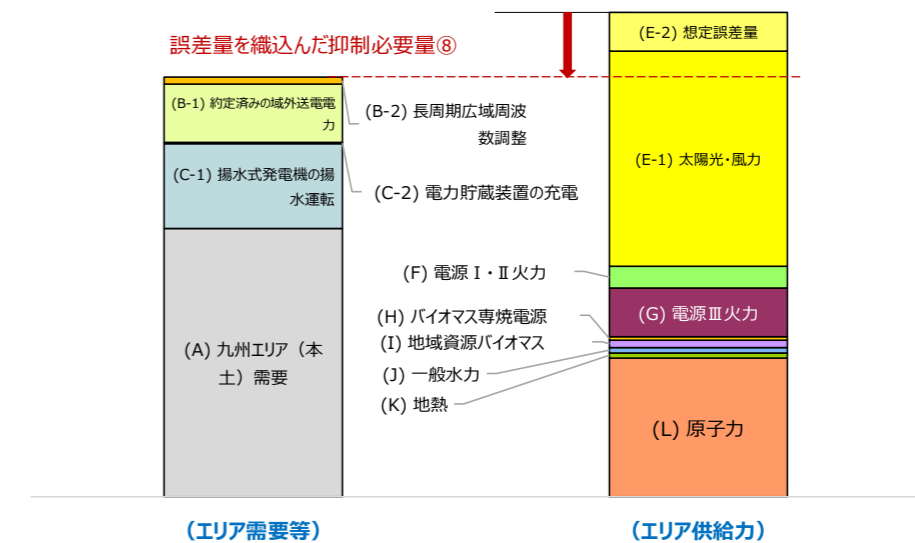 誤差量を織込んだ抑制必要量⑧
(B-1) 約定済みの域外送電電
力
(B-2) 長周期広域周波
数調整
(C-1) 揚水式発電機の揚
水運転
(C-2) 電力貯蔵装置の充電
(A) 九州エリア（本
土）需要
(E-2) 想定誤差量
(E-1) 太陽光・風力
(F) 電源Ⅰ・Ⅱ火力
(G) 電源Ⅲ火力
(H) バイオマス専焼電源
(I) 地域資源バイオマス
(J) 一般水力
(K) 地熱
(L) 原子力
（エリア需要等）
（エリア供給力）